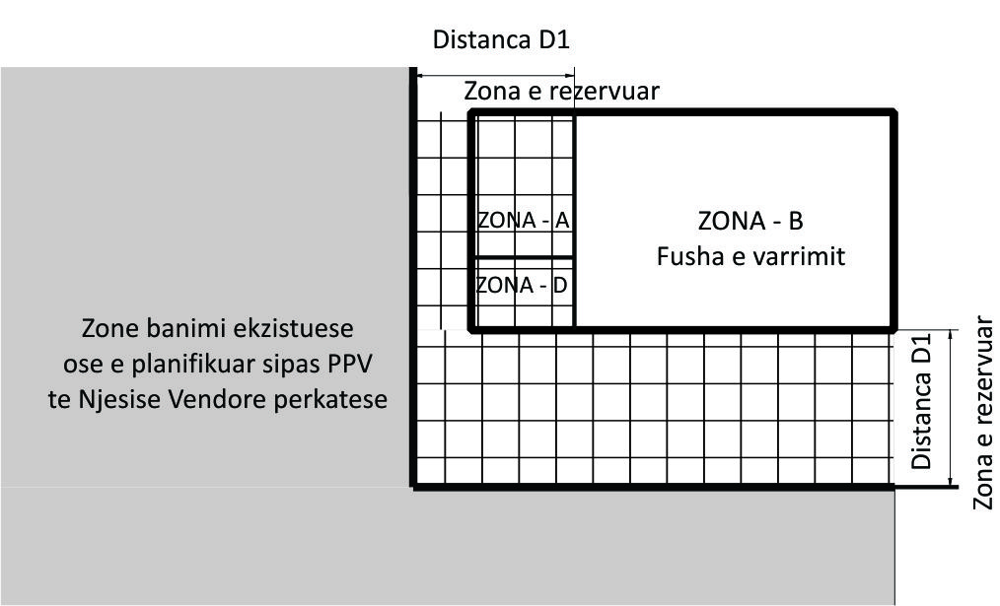 Distanca D1
Zona e rezervuar
ZONA - A
ZONA - B
Fusha e varrimit
ZONA - D
Zone banimi ekzistuese
ose e planifikuar sipas PPV
te Njesise Vendore perkatese
Distanca D1
Zona e rezervuar